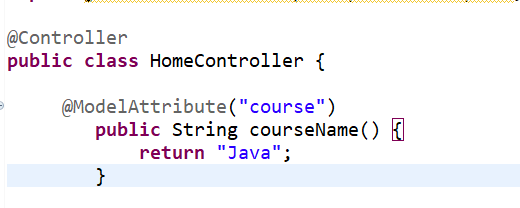 @Controller
public class HomeController {
@ModelAttribute("course")
public String courseName() {
return "Java";
}